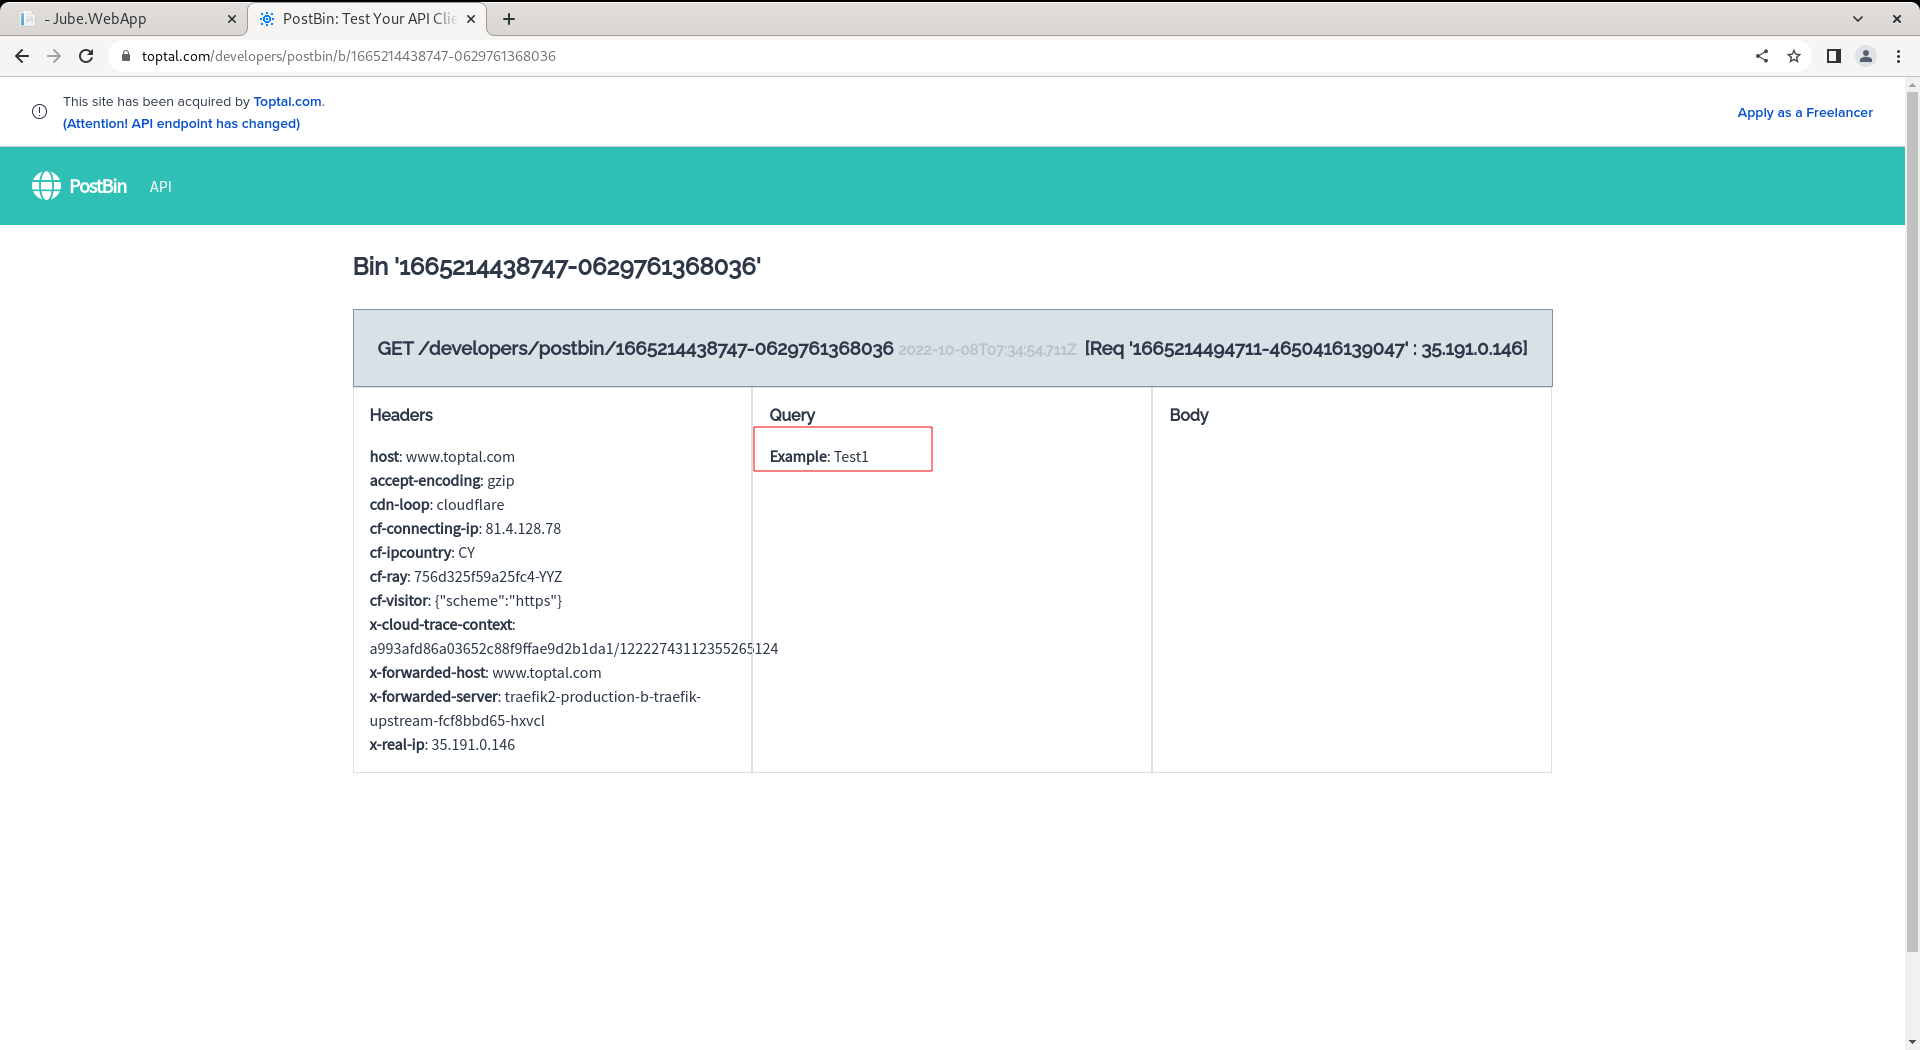 - Jube.WebApp
PostBin: Test Your API Clie
toptal.com/developers/postbin/b/1665214438747-0629761368036
This site has been acquired by Toptal.com.
(Attention! API endpoint has changed)
Apply as a Freelancer
PostBin
API
Bin '1665214438747-0629761368036'
GET /developers/postbin/1665214438747-0629761368036 2022-10-08T07:34:54.711Z [Req '1665214494711-4650416139047' : 35.191.0.146]
Headers
host: www.toptal.com
accept-encoding: gzip
cdn-loop: cloudflare
cf-connecting-ip: 81.4.128.78
cf-ipcountry: CY
cf-ray: 756d325f59a25fc4-YYZ
cf-visitor: {"scheme":"https"}
x-cloud-trace-context:
a993afd86a03652c88f9ffae9d2b1da1/12222743112355265124
x-forwarded-host: www.toptal.com
x-forwarded-server: traefik2-production-b-traefik-
upstream-fcf8bbd65-hxvcl
x-real-ip: 35.191.0.146
Query
Example: Test1
Body